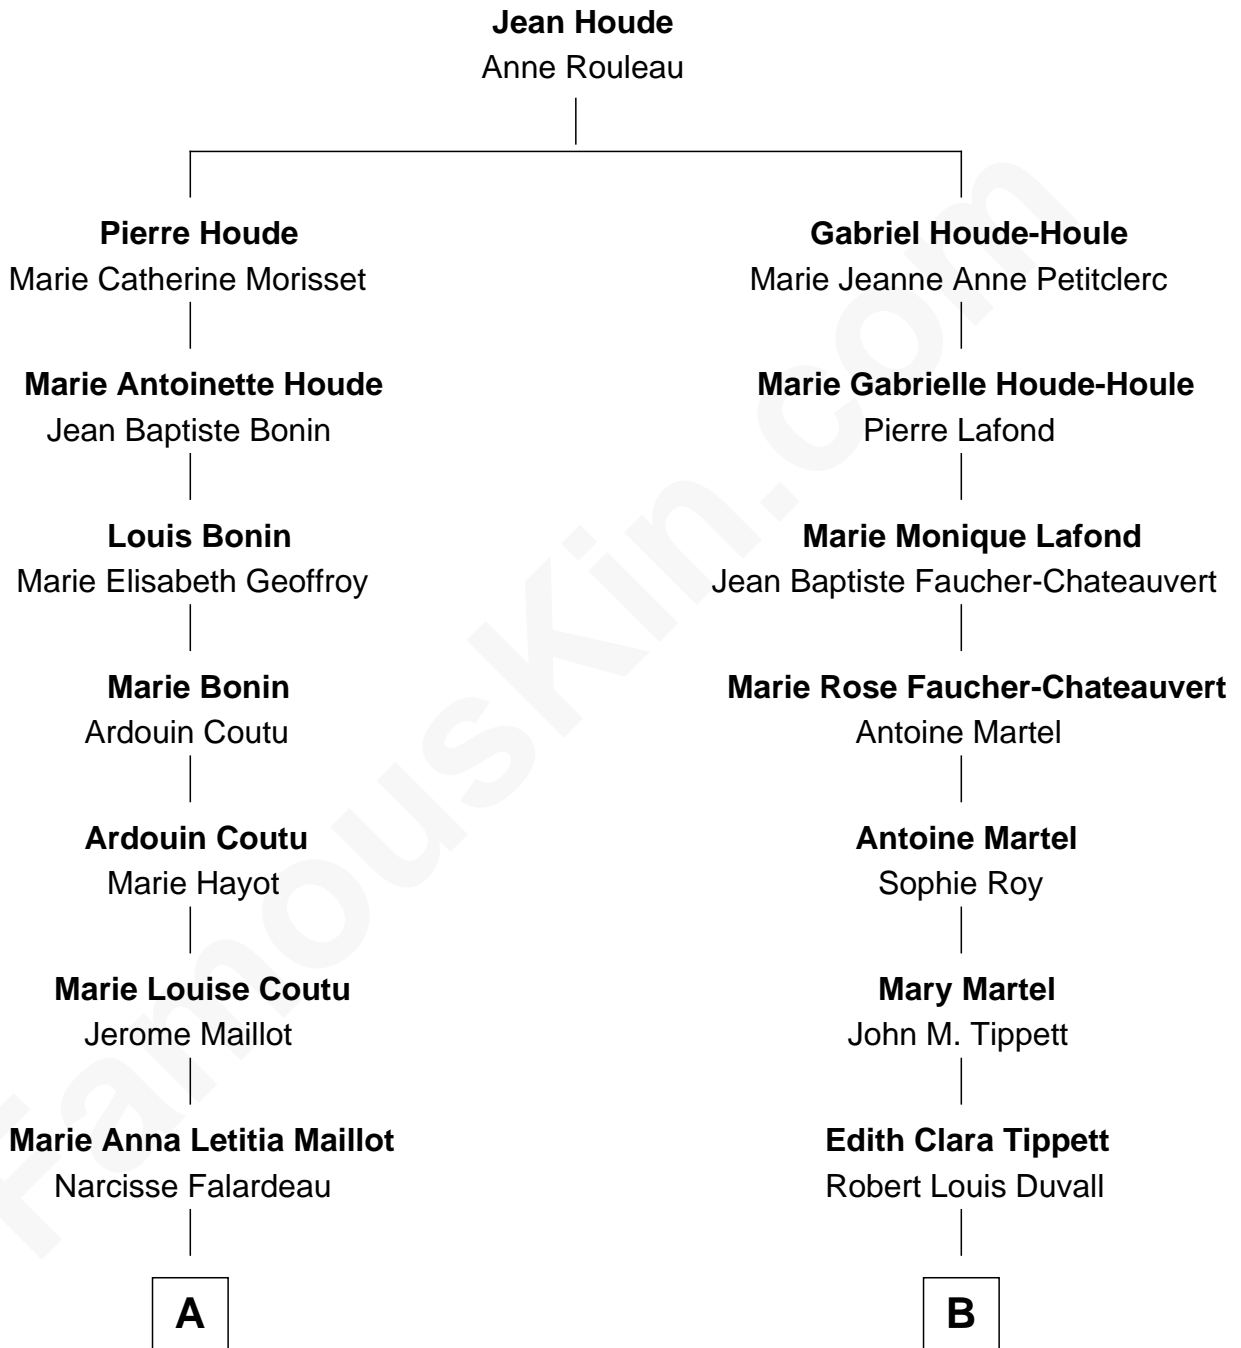 Jean Houde
Anne Rouleau
Pierre Houde
Marie Catherine Morisset
Gabriel Houde-Houle
Marie Jeanne Anne Petitclerc
Marie Antoinette Houde
Jean Baptiste Bonin
Marie Gabrielle Houde-Houle
Pierre Lafond
Louis Bonin
Marie Elisabeth Geoffroy
Marie Monique Lafond
Jean Baptiste Faucher-Chateauvert
Marie Bonin
Ardouin Coutu
Marie Rose Faucher-Chateauvert
Antoine Martel
Ardouin Coutu
Marie Hayot
Antoine Martel
Sophie Roy
Marie Louise Coutu
Jerome Maillot
Mary Martel
John M. Tippett
Marie Anna Letitia Maillot
Narcisse Falardeau
Edith Clara Tippett
Robert Louis Duvall
A
B
FamousKin.com